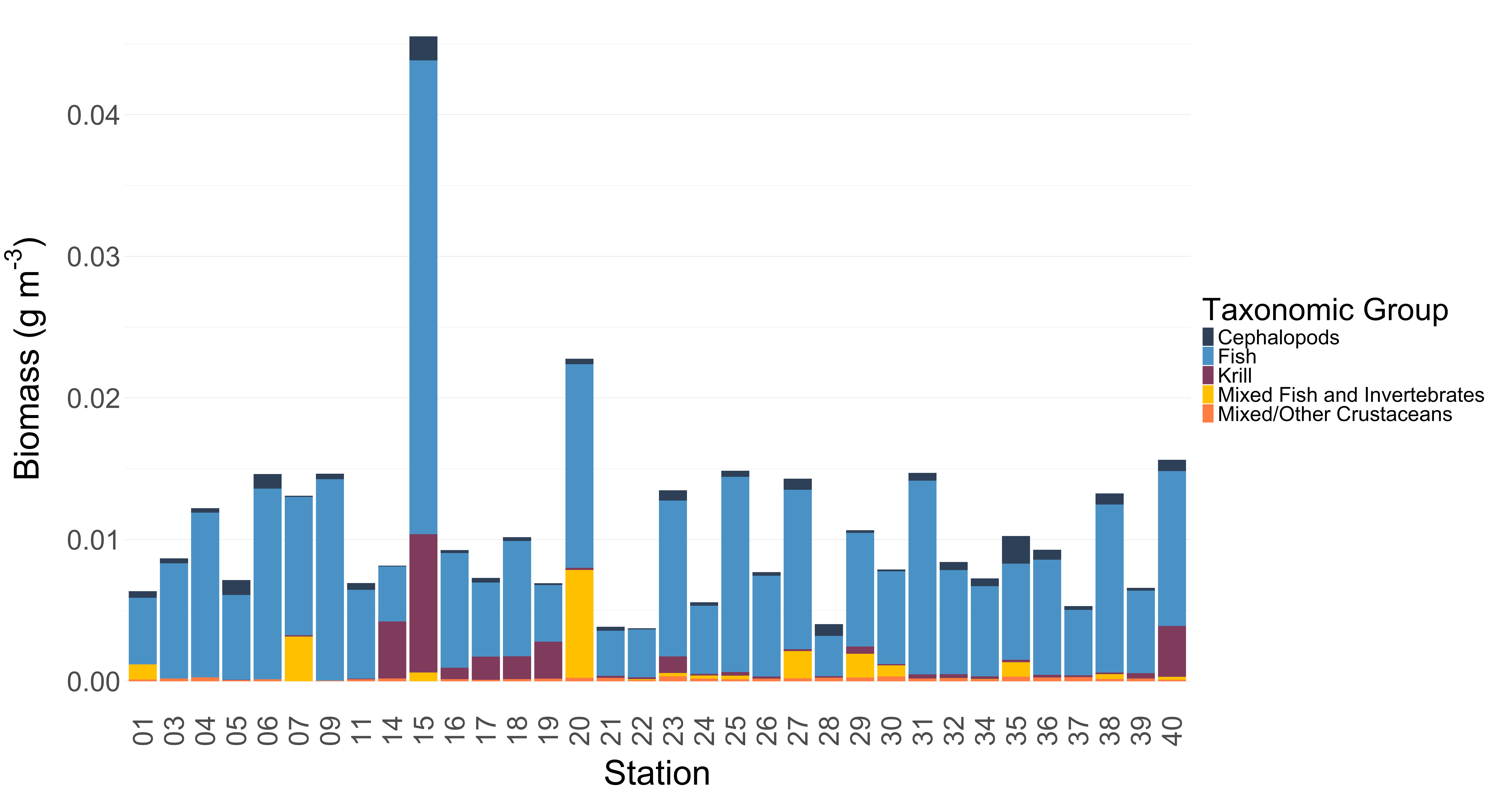 Biomass (g m-3)
0.04
0.03
0.02
0.01
0.00
01 03 04 05 06 07 09 11 14 15 16 17 18 19 20 21 22 23 24 25 26 27 28 29 30 31 32 34 35 36 37 38 39 40
Station
Taxonomic Group
Cephalopods
Fish
Krill
Mixed Fish and Invertebrates
Mixed/Other Crustaceans